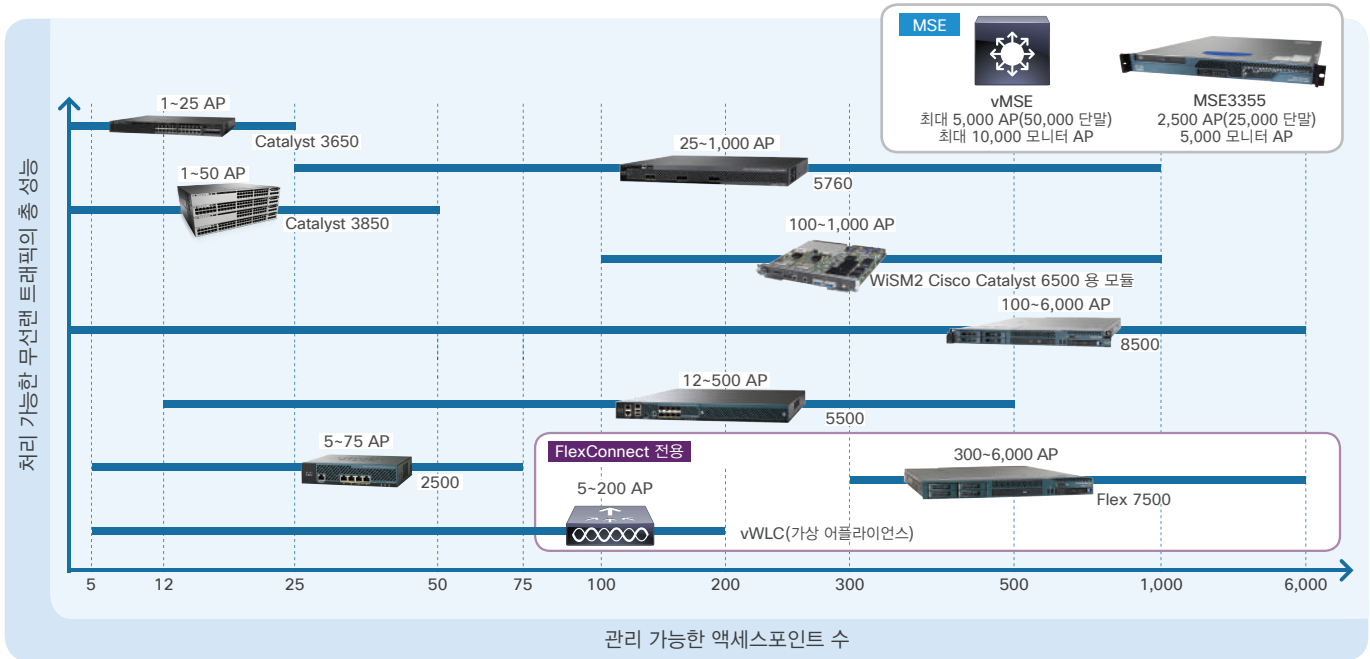 MSE
vMSE
최대 5,000 AP(50,000 단말)
최대 10,000 모니터 AP
MSE3355
2,500 AP(25,000 단말)
5,000 모니터 AP
처리 가능한 무선랜 트래픽의 총 성능
1~25 AP
Catalyst 3650
25~1,000 AP
5760
1~50 AP
Catalyst 3850
100~1,000 AP
WiSM2 Cisco Catalyst 6500 용 모듈
100~6,000 AP
8500
12~500 AP
5500
5~75 AP
2500
FlexConnect 전용
300~6,000 AP
Flex 7500
5~200 AP
vWLC(가상 어플라이언스)
5 12 25 50 75 100 200 300 500 1,000 6,000
관리 가능한 액세스포인트 수